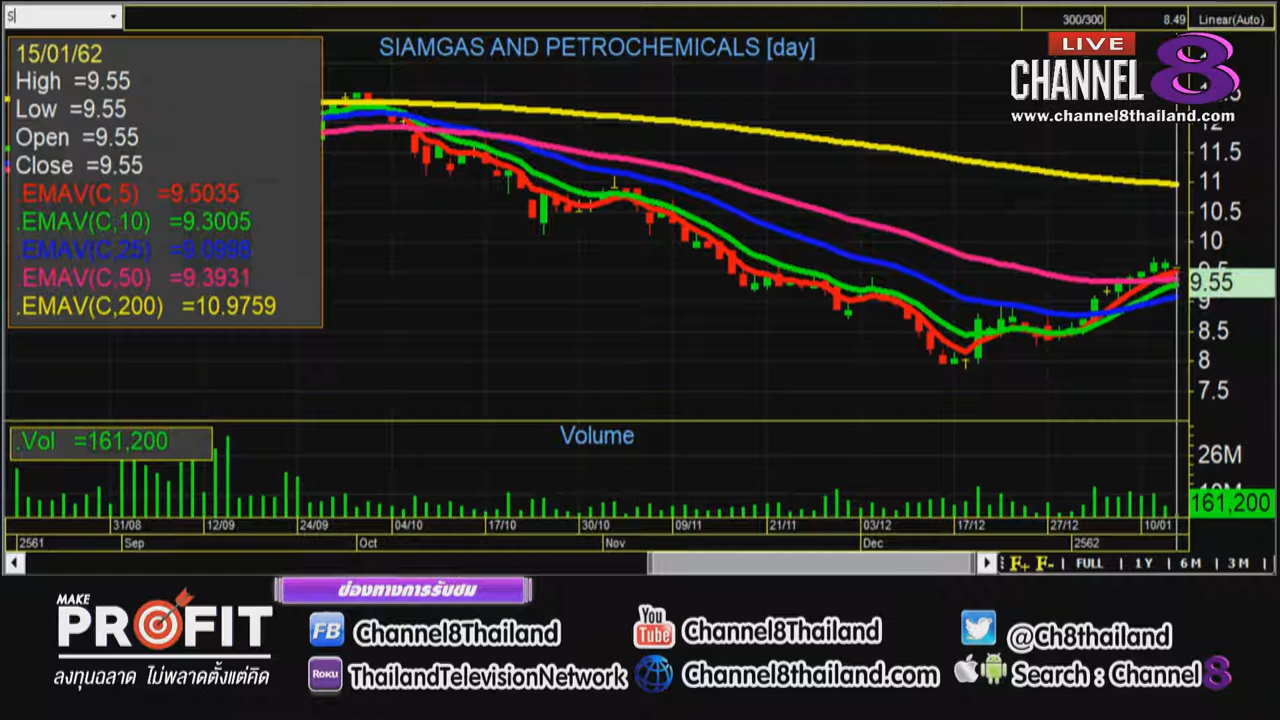 S
300/300
8.49
Linear(Auto)
15/01/62
High =9.55
Low =9.55
Open =9.55
Close =9.55
.EMAV(C,5) =9.5035
.EMAV(C,10) =9.3005
.EMAV(C,25) =9.0998
.EMAV(C,50) =9.3931
.EMAV(C,200) =10.9759
SIAMGAS AND PETROCHEMICALS [day]
LIVE
CHANNEL 8
www.channel8thailand.com
12
11.5
11
10.5
10
9.5
9.55
9
8.5
8
7.5
.Vol =161,200
Volume
26M
161,200
31/08 12/09 24/09 04/10 17/10 30/10 09/11 21/11 03/12 17/12 27/12 10/01
2561 Sep Oct Nov Dec 2562
F+ F- FULL 1Y 6M 3M
MAKE
PROFIT
ลงทุนฉลาด ไม่พลาดตั้งแต่คิด
ช่องทางการรับชม
FB Channel8Thailand
You Tube Channel8Thailand
@Ch8thailand
Roku ThailandTelevisionNetwork
Channel8thailand.com
Search : Channel 8